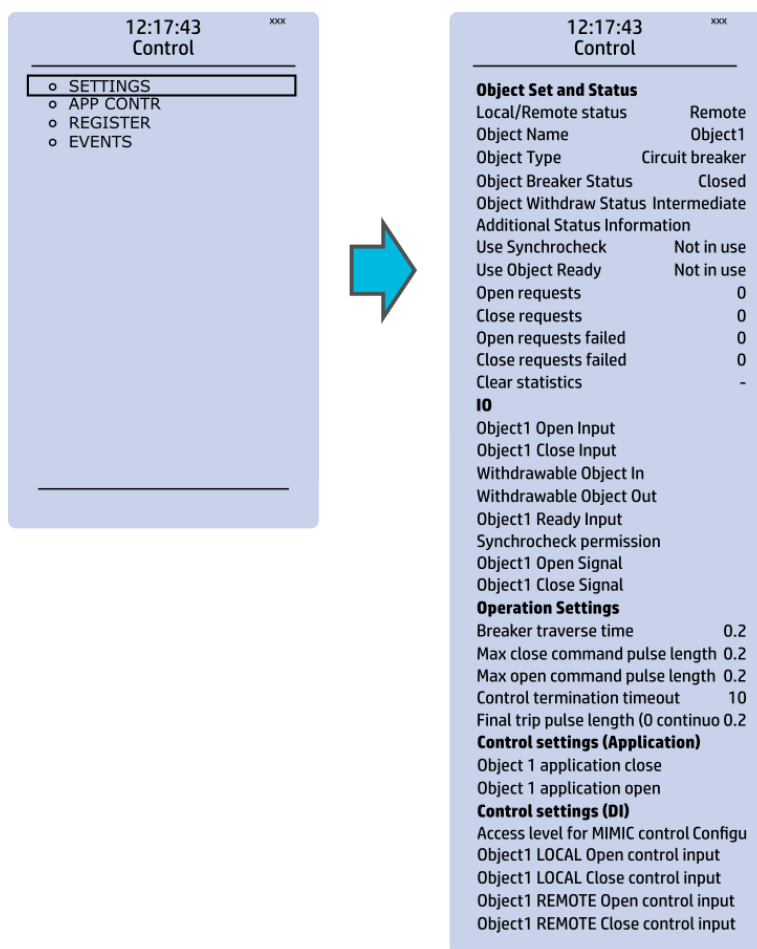 12:17:43 xxx
Control
SETTINGS
APP CONTR
REGISTER
EVENTS
12:17:43 xxx
Control
Object Set and Status
Local/Remote status Remote
Object Name Object1
Object Type Circuit breaker
Object Breaker Status Closed
Object Withdraw Status Intermediate
Additional Status Information
Use Synchrocheck Not in use
Use Object Ready Not in use
Open requests 0
Close requests 0
Open requests failed 0
Close requests failed 0
Clear statistics -
IO
Object1 Open Input
Object1 Close Input
Withdrawable Object In
Withdrawable Object Out
Object1 Ready Input
Synchrocheck permission
Object1 Open Signal
Object1 Close Signal
Operation Settings
Breaker traverse time 0.2
Max close command pulse length 0.2
Max open command pulse length 0.2
Control termination timeout 10
Final trip pulse length (0 continuo 0.2
Control settings (Application)
Object 1 application close
Object 1 application open
Control settings (DI)
Access level for MIMIC control Configu
Object1 LOCAL Open control input
Object1 LOCAL Close control input
Object1 REMOTE Open control input
Object1 REMOTE Close control input